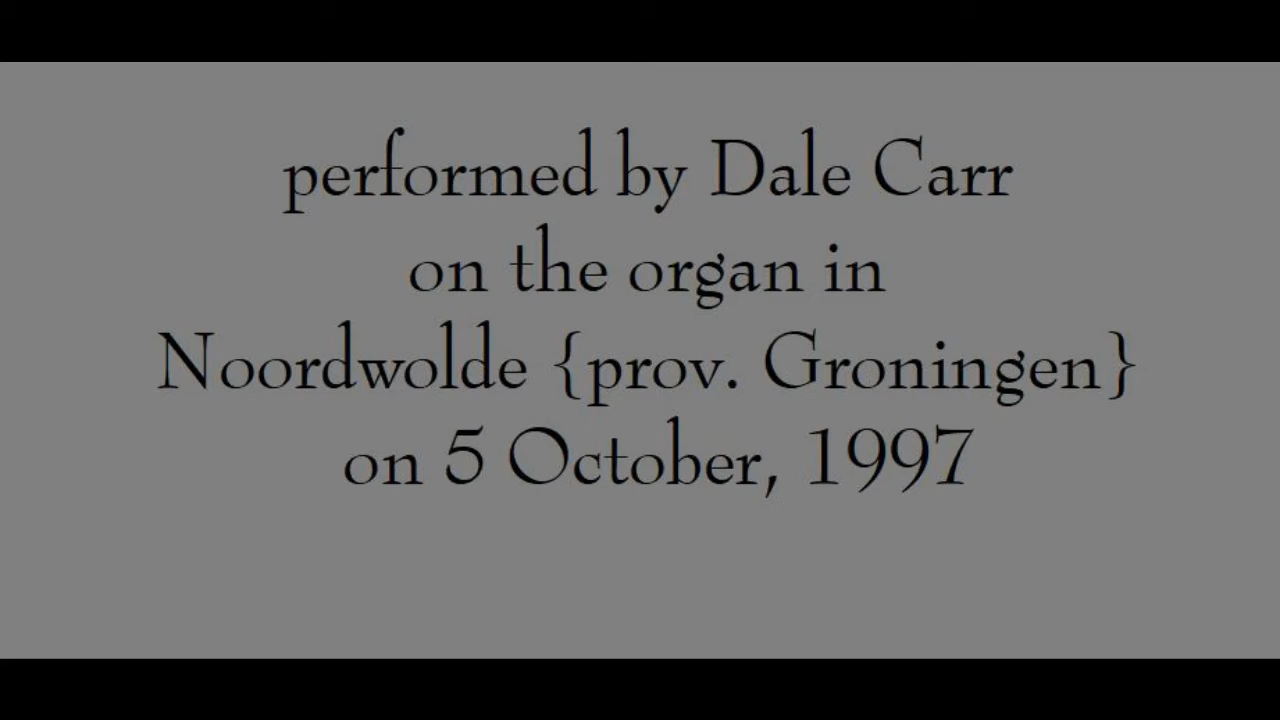 performed by Dale Carr
on the organ in
Noordwolde {prov. Groningen}
on 5 October, 1997